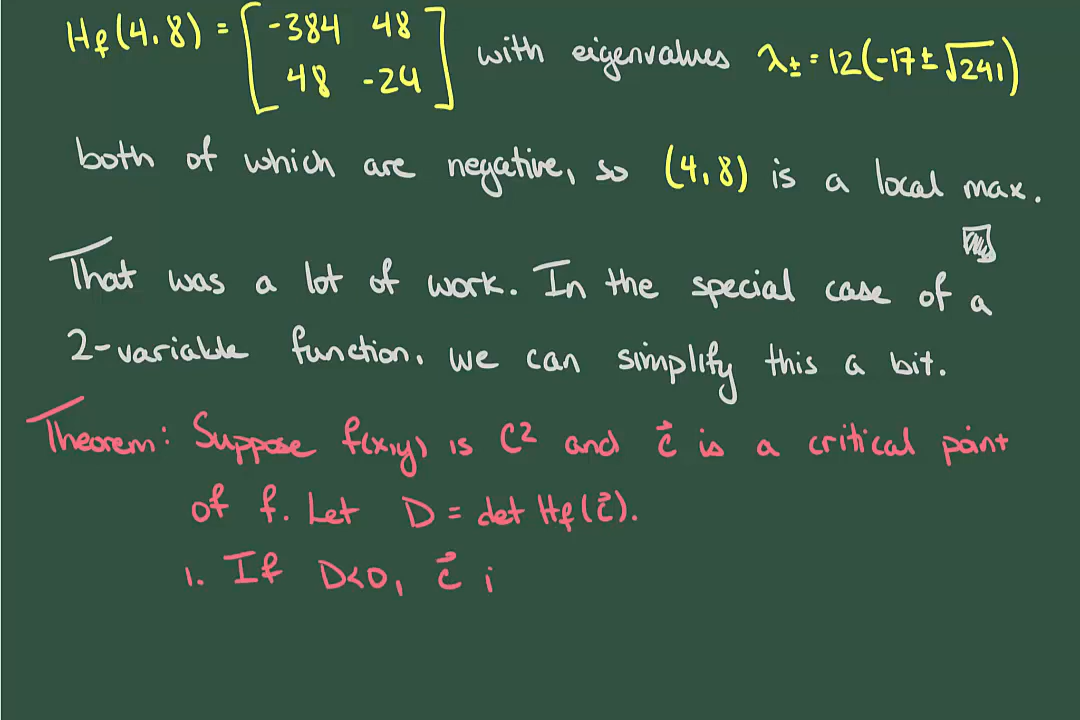 Hf(4,8) = [-384 48; 48 -24] with eigenvalues λ± = 12(-17 ± √241)
both of which are negative, so (4,8) is a local max.
That was a lot of work. In the special case of a
2-variable function, we can simplify this a bit.
Theorem: Suppose f(x,y) is C² and c⃗ is a critical point
of f. Let D = det Hf(c⃗).
1. If D<0, c⃗ i